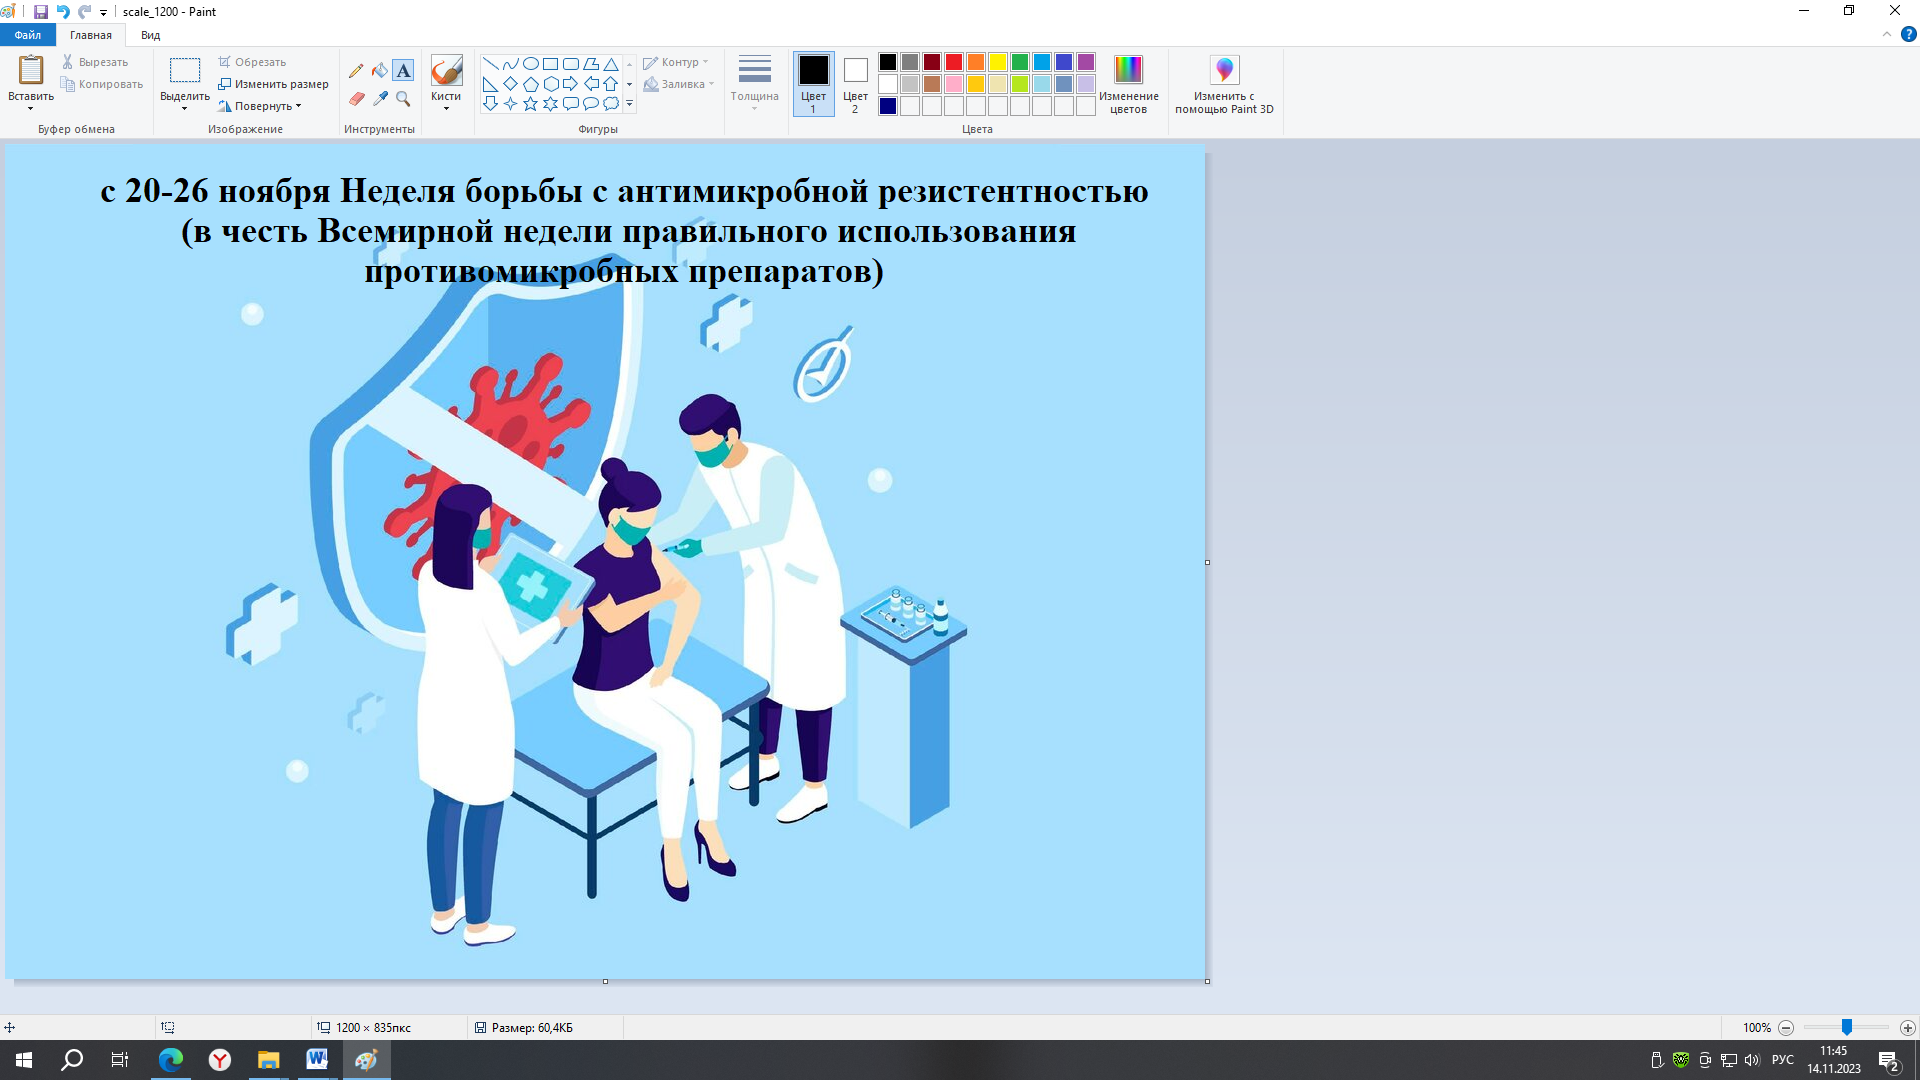 scale_1200 - Paint
Файл Главная Вид
Вставить
Вырезать
Копировать
Буфер обмена
Выделить
Обрезать
Изменить размер
Повернуть
Изображение
A
Инструменты
Кисти
Контур
Заливка
Фигуры
Толщина
Цвет 1
Цвет 2
Изменение цветов
Цвета
Изменить с помощью Paint 3D
с 20-26 ноября Неделя борьбы с антимикробной резистентностью
(в честь Всемирной недели правильного использования
противомикробных препаратов)
1200 × 835пкс
Размер: 60,4КБ
100%
РУС
11:45
14.11.2023
2